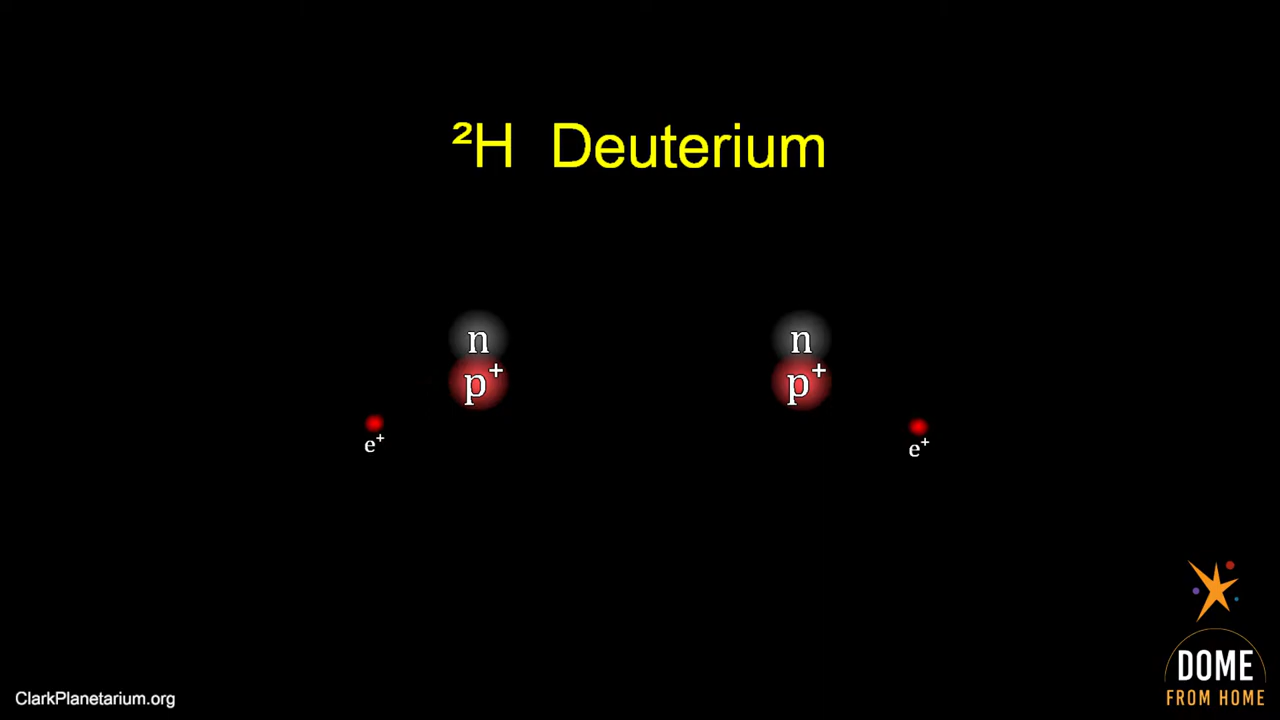 ²H Deuterium
n n
p⁺ p⁺
e⁺ e⁺
DOME
FROM HOME
ClarkPlanetarium.org